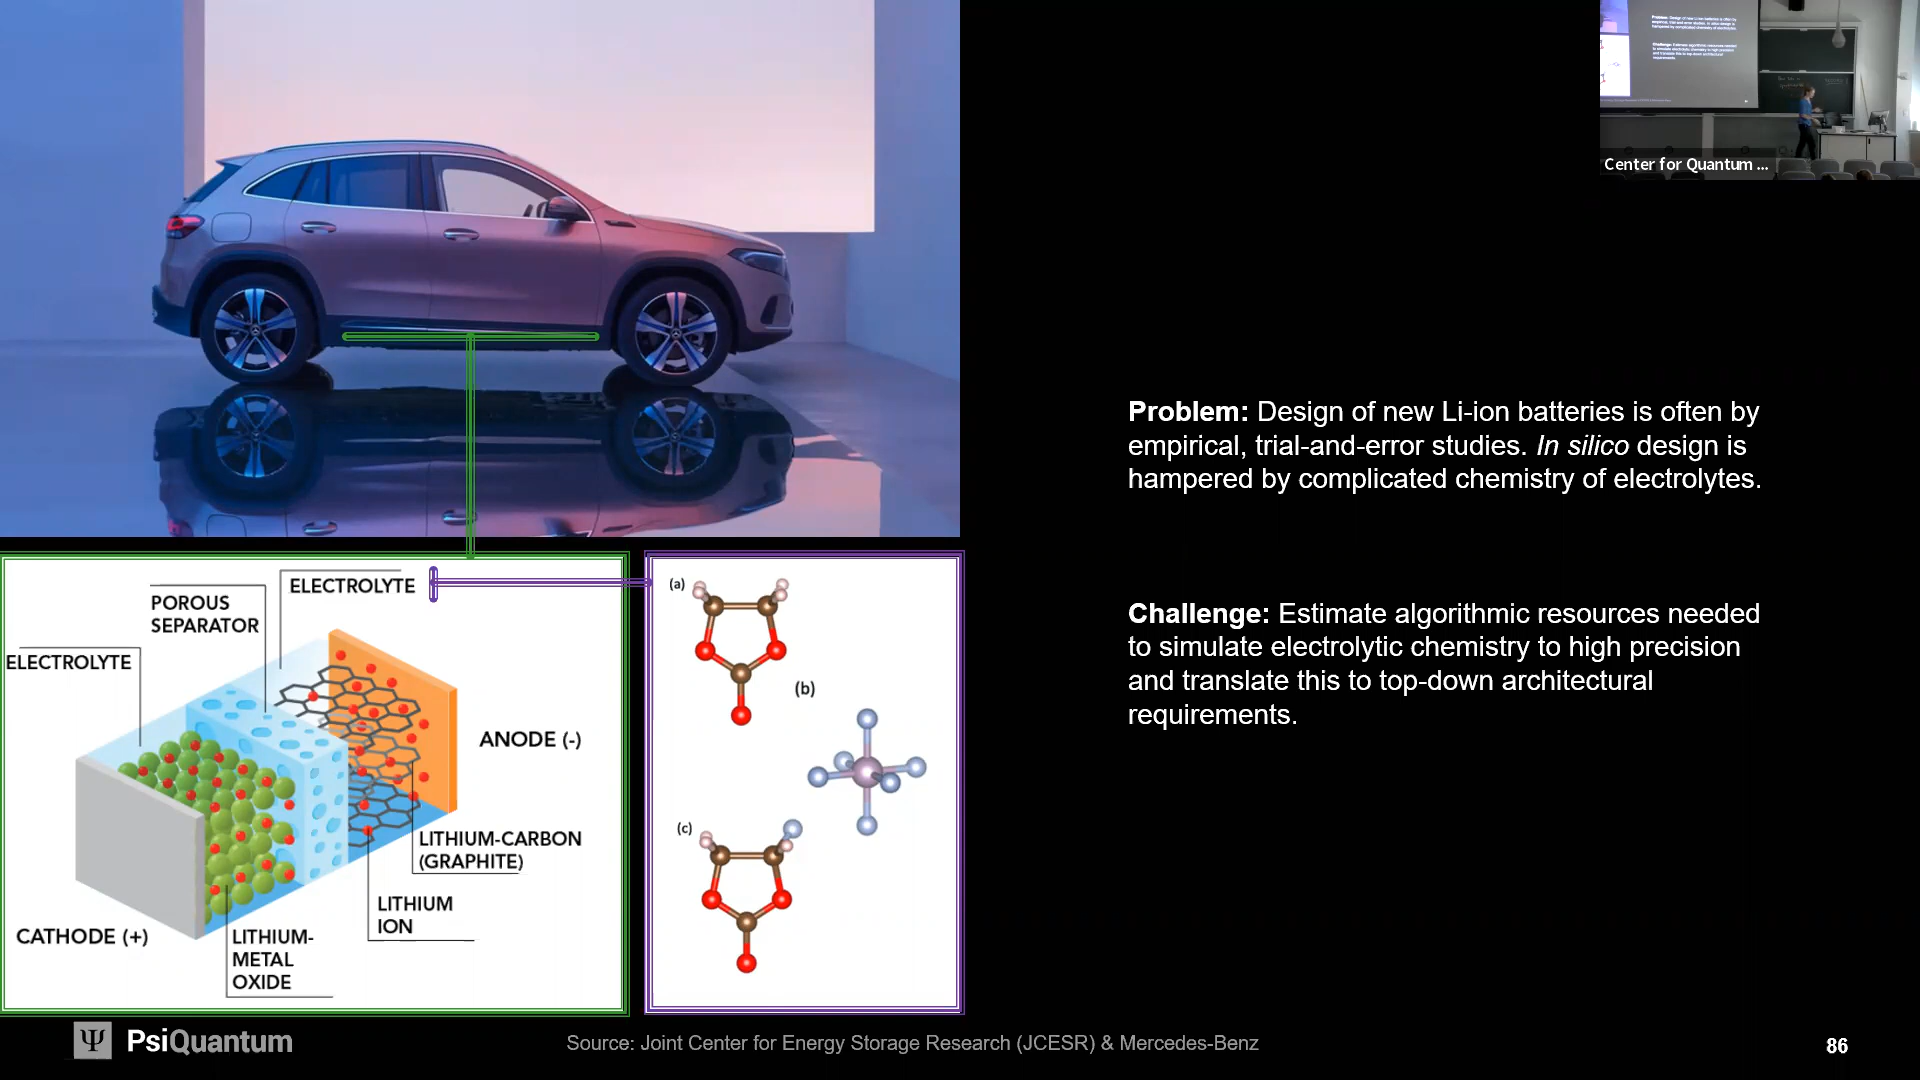 Center for Quantum ...
Problem: Design of new Li-ion batteries is often by
empirical, trial-and-error studies. In silico design is
hampered by complicated chemistry of electrolytes.
Challenge: Estimate algorithmic resources needed
to simulate electrolytic chemistry to high precision
and translate this to top-down architectural
requirements.
ELECTROLYTE
POROUS
SEPARATOR
ELECTROLYTE
ANODE (-)
LITHIUM-CARBON
(GRAPHITE)
LITHIUM
ION
CATHODE (+)
LITHIUM-
METAL
OXIDE
(a)
(b)
(c)
Ψ PsiQuantum
Source: Joint Center for Energy Storage Research (JCESR) & Mercedes-Benz
86